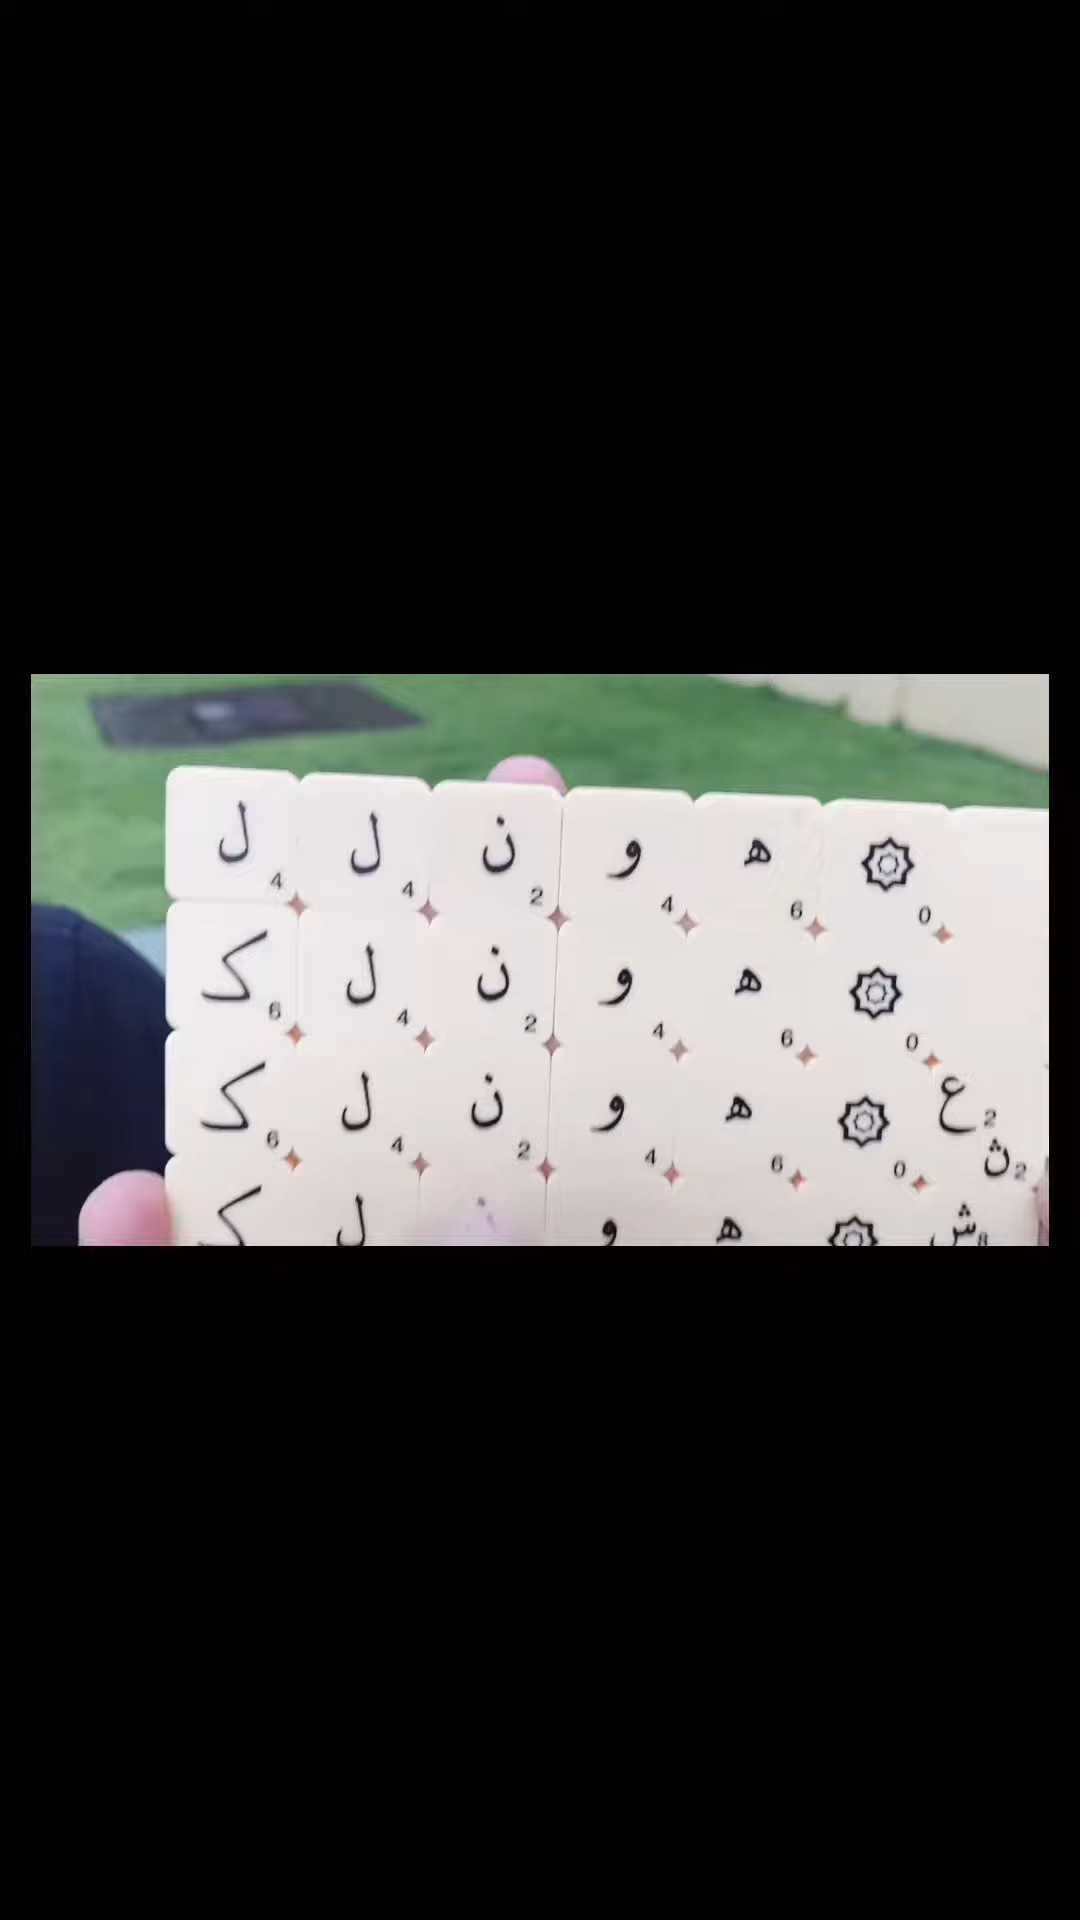 ل 4 ل 4 ن 2 و 4 ه 6 0
ک 6 ل 4 ن 2 و 4 ه 6 0
ک 6 ل 4 ن 2 و 4 ه 6 0 ع 2
ث 2
ک ل ن و ه ش 8